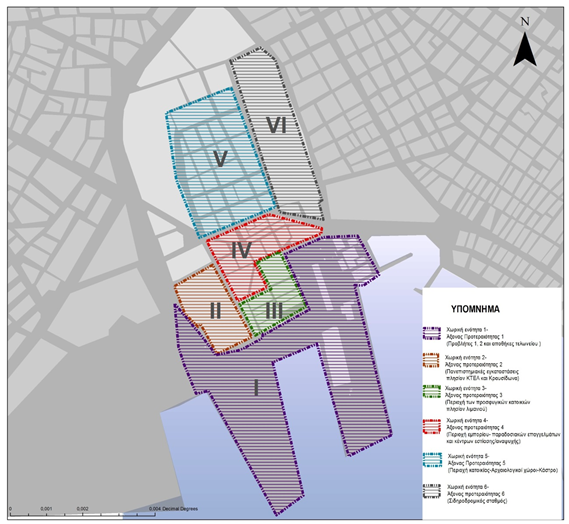 N
VI
V
IV
II
III
I
ΥΠΟΜΝΗΜΑ
Χωρική ενότητα 1-
Άξονας Προτεραιότητας 1
(Προβλήτες 1, 2 και αποθήκες τελωνείου )
Χωρική ενότητα 2-
Άξονας προτεραιότητας 2
(Πανεπιστημιακές εγκαταστάσεις
πλησίον ΚΤΕΛ και Κραυσίδωνα)
Χωρική ενότητα 3-
Άξονας προτεραιότητας 3
(Περιοχή των προσφυγικών κατοικιών
πλησίον λιμανιού)
Χωρική ενότητα 4-
Άξονας προτεραιότητας 4
(Περιοχή εμπορίου- παραδοσιακών επαγγελμάτων
και κέντρων εστίασης/αναψυχής)
Χωρική ενότητα 5-
Άξονας Προτεραιότητας 5
(Περιοχή κατοικίας-Αρχαιολογικοί χώροι-Κάστρο)
Χωρική ενότητα 6-
Άξονας προτεραιότητας 6
(Σιδηροδρομικός σταθμός)
0 0,001 0,002 0,004 Decimal Degrees